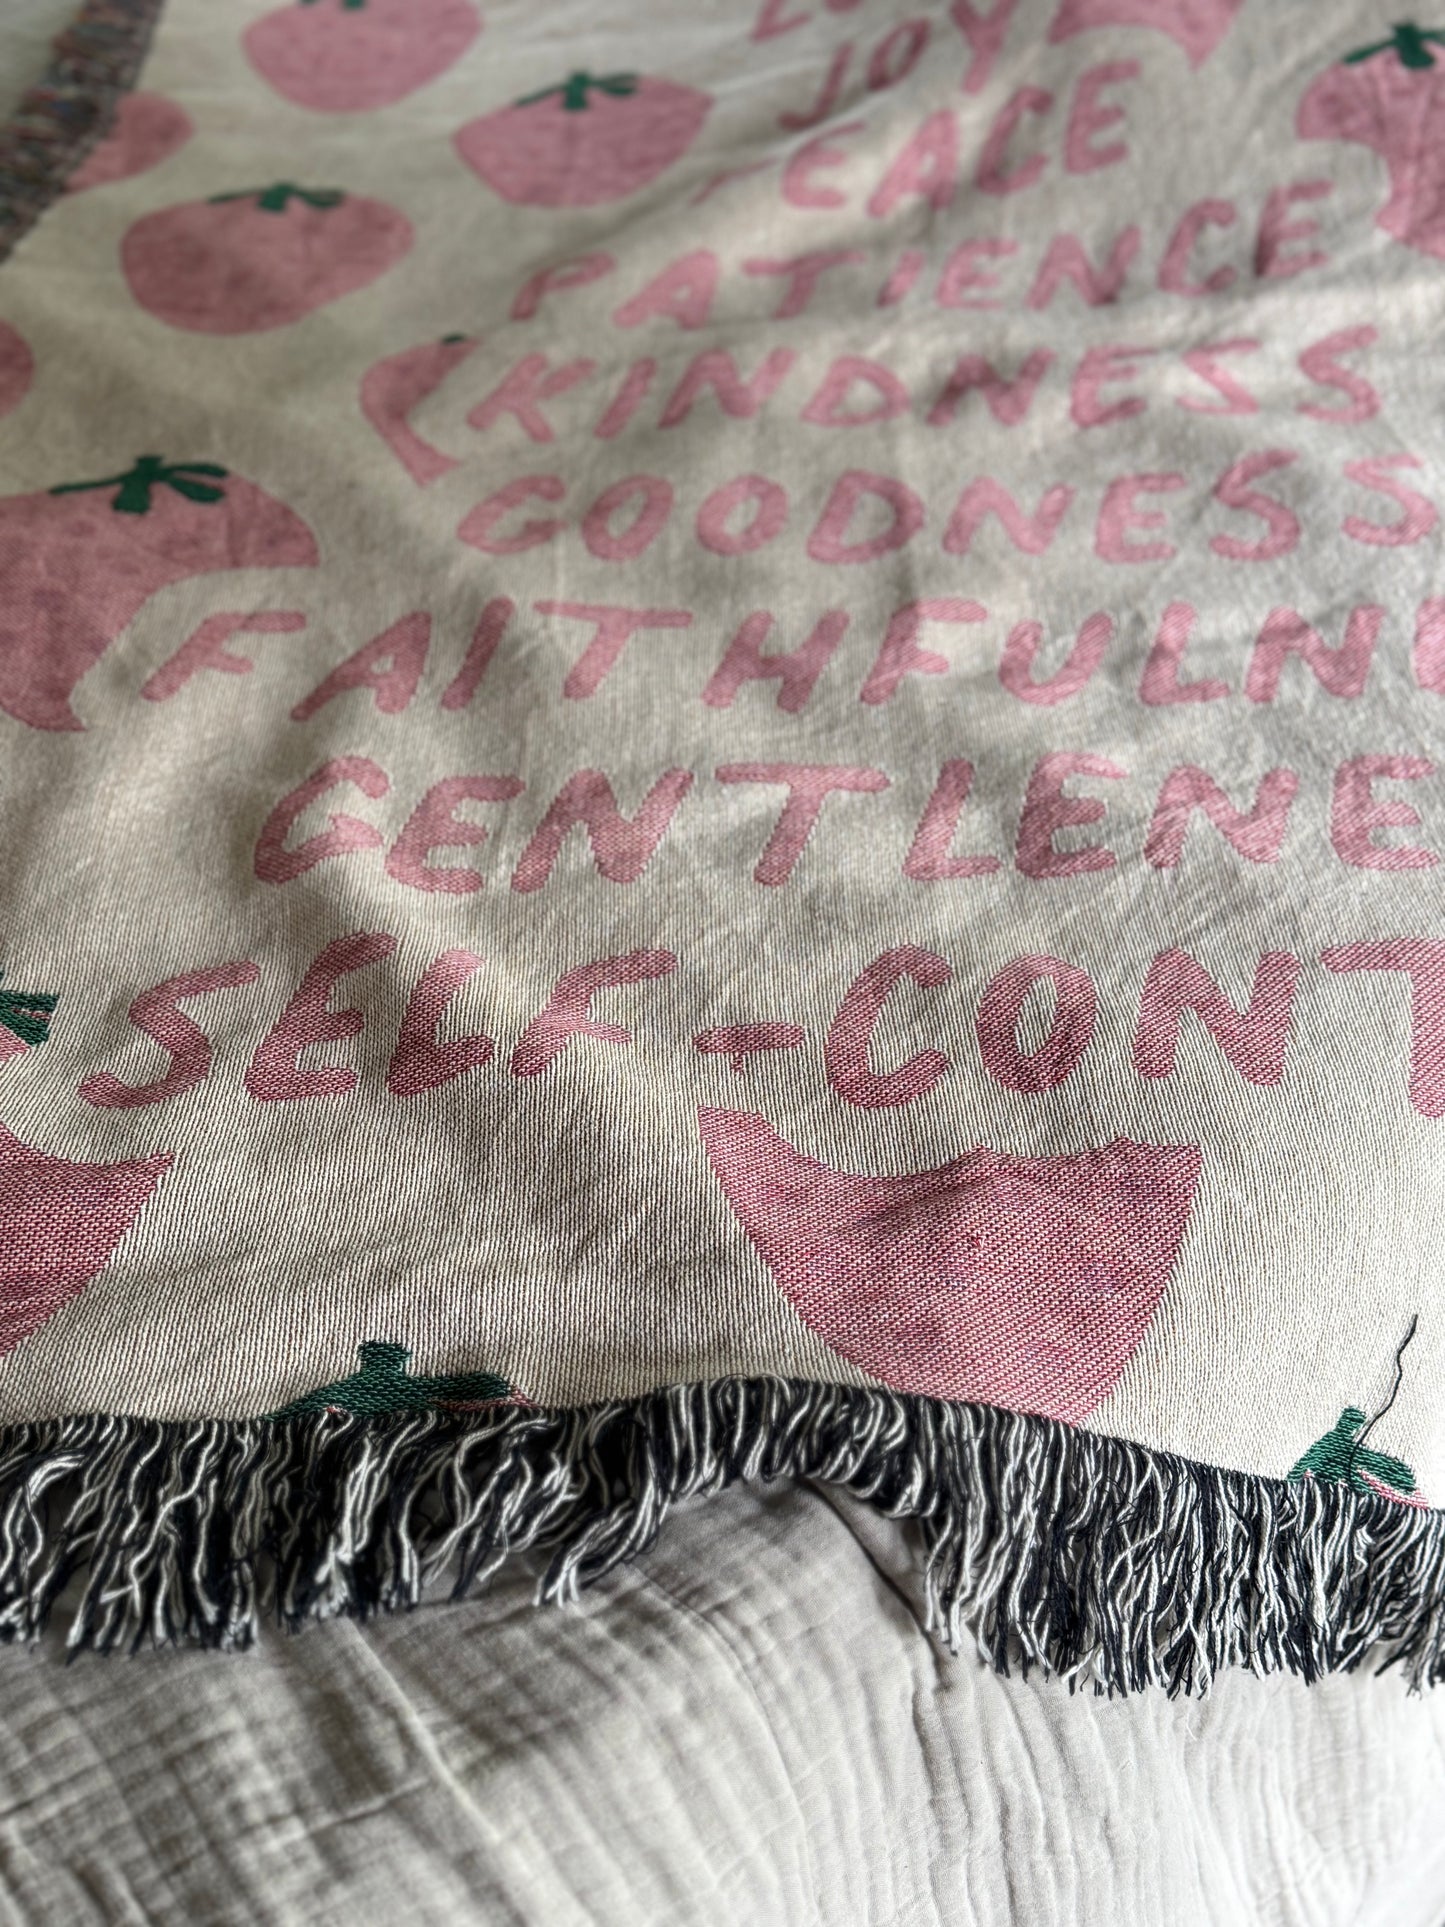 JOY
PEACE
PATIENCE
KINDNESS
GOODNESS
FAITHFULN
GENTLENE
SELF-CONT